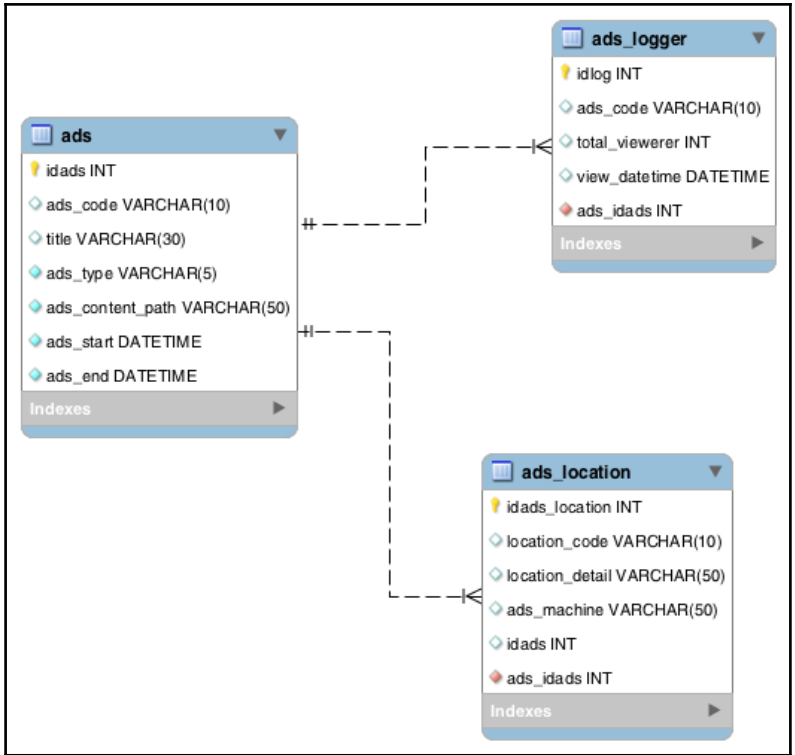 ads_logger
idlog INT
ads_code VARCHAR(10)
total_viewerer INT
view_datetime DATETIME
ads_idads INT
Indexes
ads
idads INT
ads_code VARCHAR(10)
title VARCHAR(30)
ads_type VARCHAR(5)
ads_content_path VARCHAR(50)
ads_start DATETIME
ads_end DATETIME
Indexes
ads_location
idads_location INT
location_code VARCHAR(10)
location_detail VARCHAR(50)
ads_machine VARCHAR(50)
idads INT
ads_idads INT
Indexes